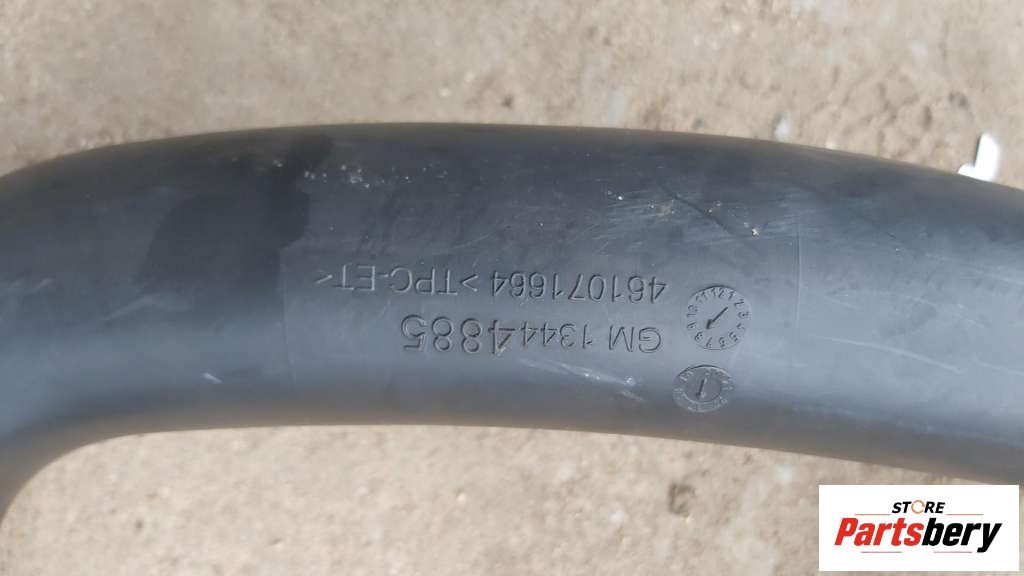 GM 13444885
461071664 >TPC-ET<
STORE
Partsbery